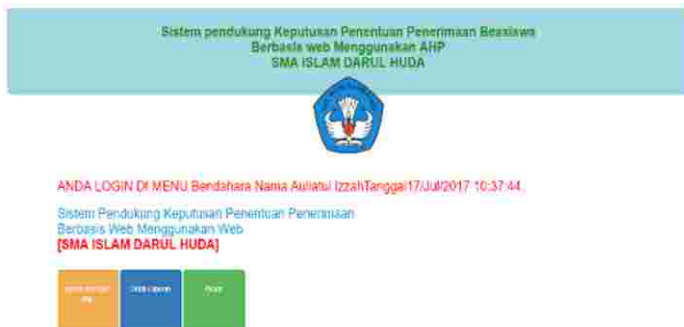 Sistem pendukung Keputusan Penentuan Penerimaan Beasiswa
Berbasis web Menggunakan AHP
SMA ISLAM DARUL HUDA
ANDA LOGIN DI MENU Bendahara Nama Auliatul IzzahTanggal17/Jul/2017 10:37:44
Sistem Pendukung Keputusan Penentuan Penerimaan
Berbasis Web Menggunakan Web
[SMA ISLAM DARUL HUDA]